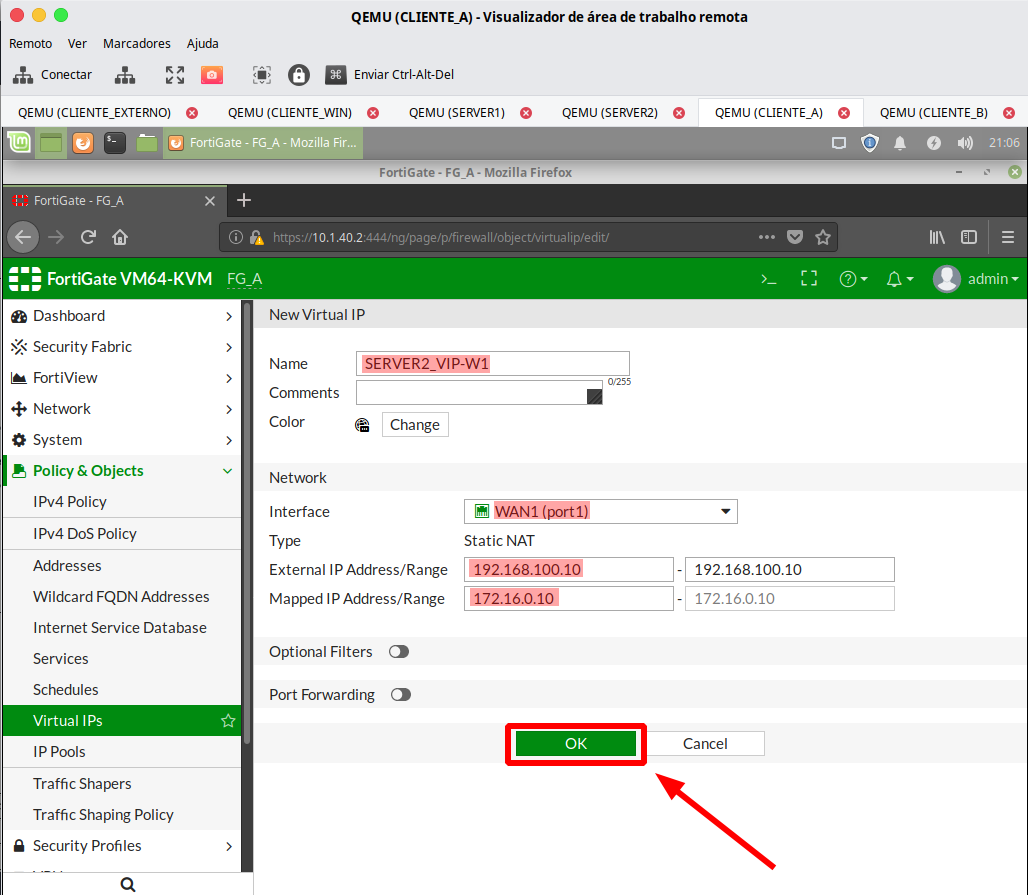 QEMU (CLIENTE_A) - Visualizador de área de trabalho remota
Remoto Ver Marcadores Ajuda
Conectar Enviar Ctrl-Alt-Del
QEMU (CLIENTE_EXTERNO) QEMU (CLIENTE_WIN) QEMU (SERVER1) QEMU (SERVER2) QEMU (CLIENTE_A) QEMU (CLIENTE_B)
FortiGate - FG_A - Mozilla Fir... 21:06
FortiGate - FG_A - Mozilla Firefox
FortiGate - FG_A
https://10.1.40.2:444/ng/page/p/firewall/object/virtualip/edit/
FortiGate VM64-KVM FG_A >_ admin
Dashboard
Security Fabric
FortiView
Network
System
Policy & Objects
IPv4 Policy
IPv4 DoS Policy
Addresses
Wildcard FQDN Addresses
Internet Service Database
Services
Schedules
Virtual IPs
IP Pools
Traffic Shapers
Traffic Shaping Policy
Security Profiles
New Virtual IP
Name SERVER2_VIP-W1
Comments 0/255
Color Change
Network
Interface WAN1 (port1)
Type Static NAT
External IP Address/Range 192.168.100.10 - 192.168.100.10
Mapped IP Address/Range 172.16.0.10 - 172.16.0.10
Optional Filters
Port Forwarding
OK Cancel